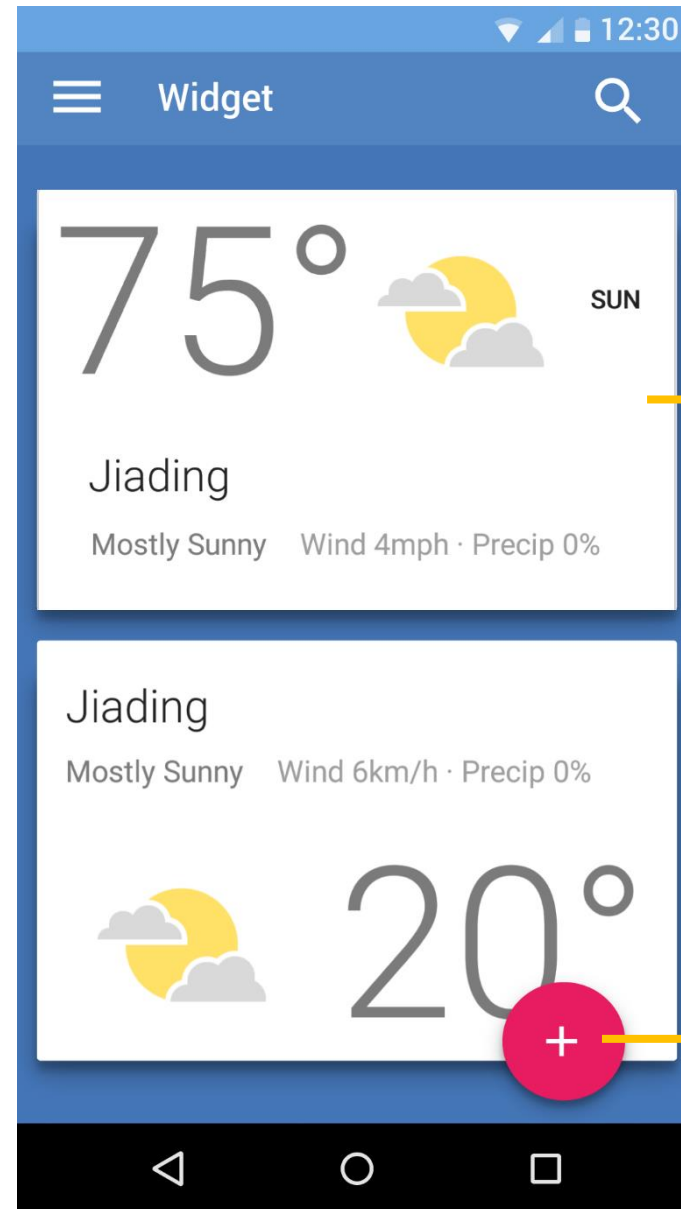 12:30
Widget
75°
SUN
Jiading
Mostly Sunny Wind 4mph · Precip 0%
Jiading
Mostly Sunny Wind 6km/h · Precip 0%
20°
+